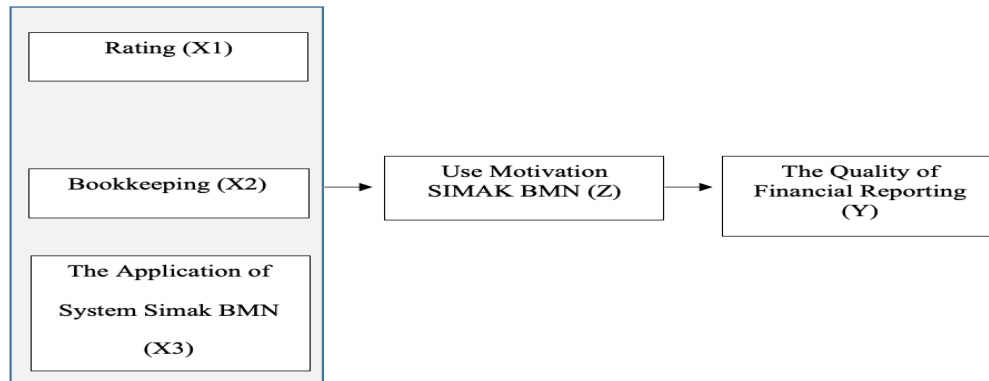 Rating (X1)
Bookkeeping (X2)
The Application of
System Simak BMN
(X3)
Use Motivation
SIMAK BMN (Z)
The Quality of
Financial Reporting
(Y)